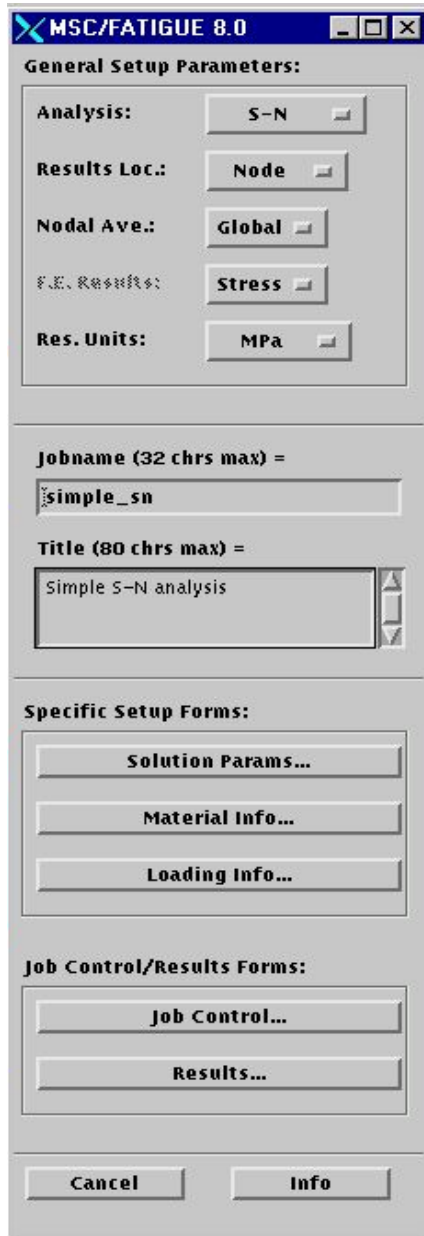 MSC/FATIGUE 8.0
General Setup Parameters:
Analysis: S-N
Results Loc.: Node
Nodal Ave.: Global
F.E. Results: Stress
Res. Units: MPa
Jobname (32 chrs max) =
simple_sn
Title (80 chrs max) =
Simple S-N analysis
Specific Setup Forms:
Solution Params...
Material Info...
Loading Info...
Job Control/Results Forms:
Job Control...
Results...
Cancel Info